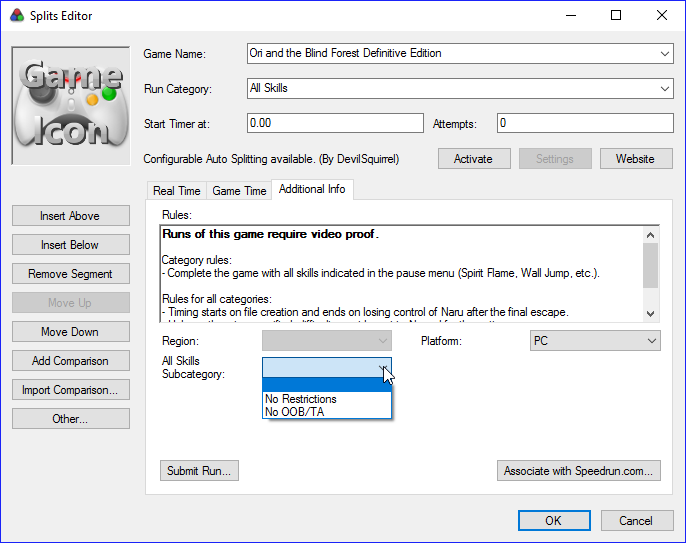 Splits Editor
Game Icon
Game Name:
Ori and the Blind Forest Definitive Edition
Run Category:
All Skills
Start Timer at:
0.00
Attempts:
0
Configurable Auto Splitting available. (By DevilSquirrel)
Activate
Settings
Website
Real Time
Game Time
Additional Info
Insert Above
Insert Below
Remove Segment
Move Up
Move Down
Add Comparison
Import Comparison...
Other...
Rules:
Runs of this game require video proof.
Category rules:
- Complete the game with all skills indicated in the pause menu (Spirit Flame, Wall Jump, etc.).
Rules for all categories:
- Timing starts on file creation and ends on losing control of Naru after the final escape.
Region:
Platform:
PC
All Skills
Subcategory:
No Restrictions
No OOB/TA
Submit Run...
Associate with Speedrun.com...
OK
Cancel